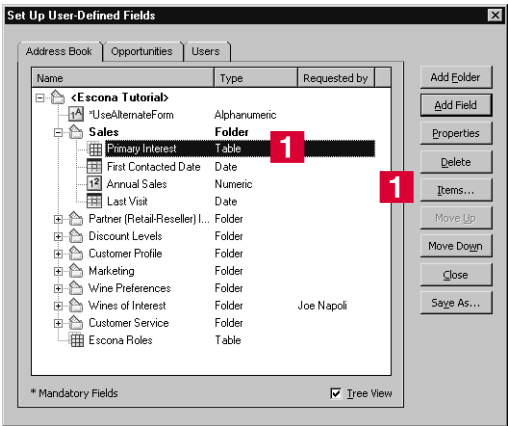 Set Up User-Defined Fields
Address Book Opportunities Users
Name Type Requested by
<Escona Tutorial>
*UseAlternateForm Alphanumeric
Sales Folder
Primary Interest Table 1
First Contacted Date Date
Annual Sales Numeric
Last Visit Date
Partner (Retail-Reseller) I... Folder
Discount Levels Folder
Customer Profile Folder
Marketing Folder
Wine Preferences Folder
Wines of Interest Folder Joe Napoli
Customer Service Folder
Escona Roles Table
* Mandatory Fields Tree View
Add Folder
Add Field
Properties
Delete
1 Items...
Move Up
Move Down
Close
Save As...